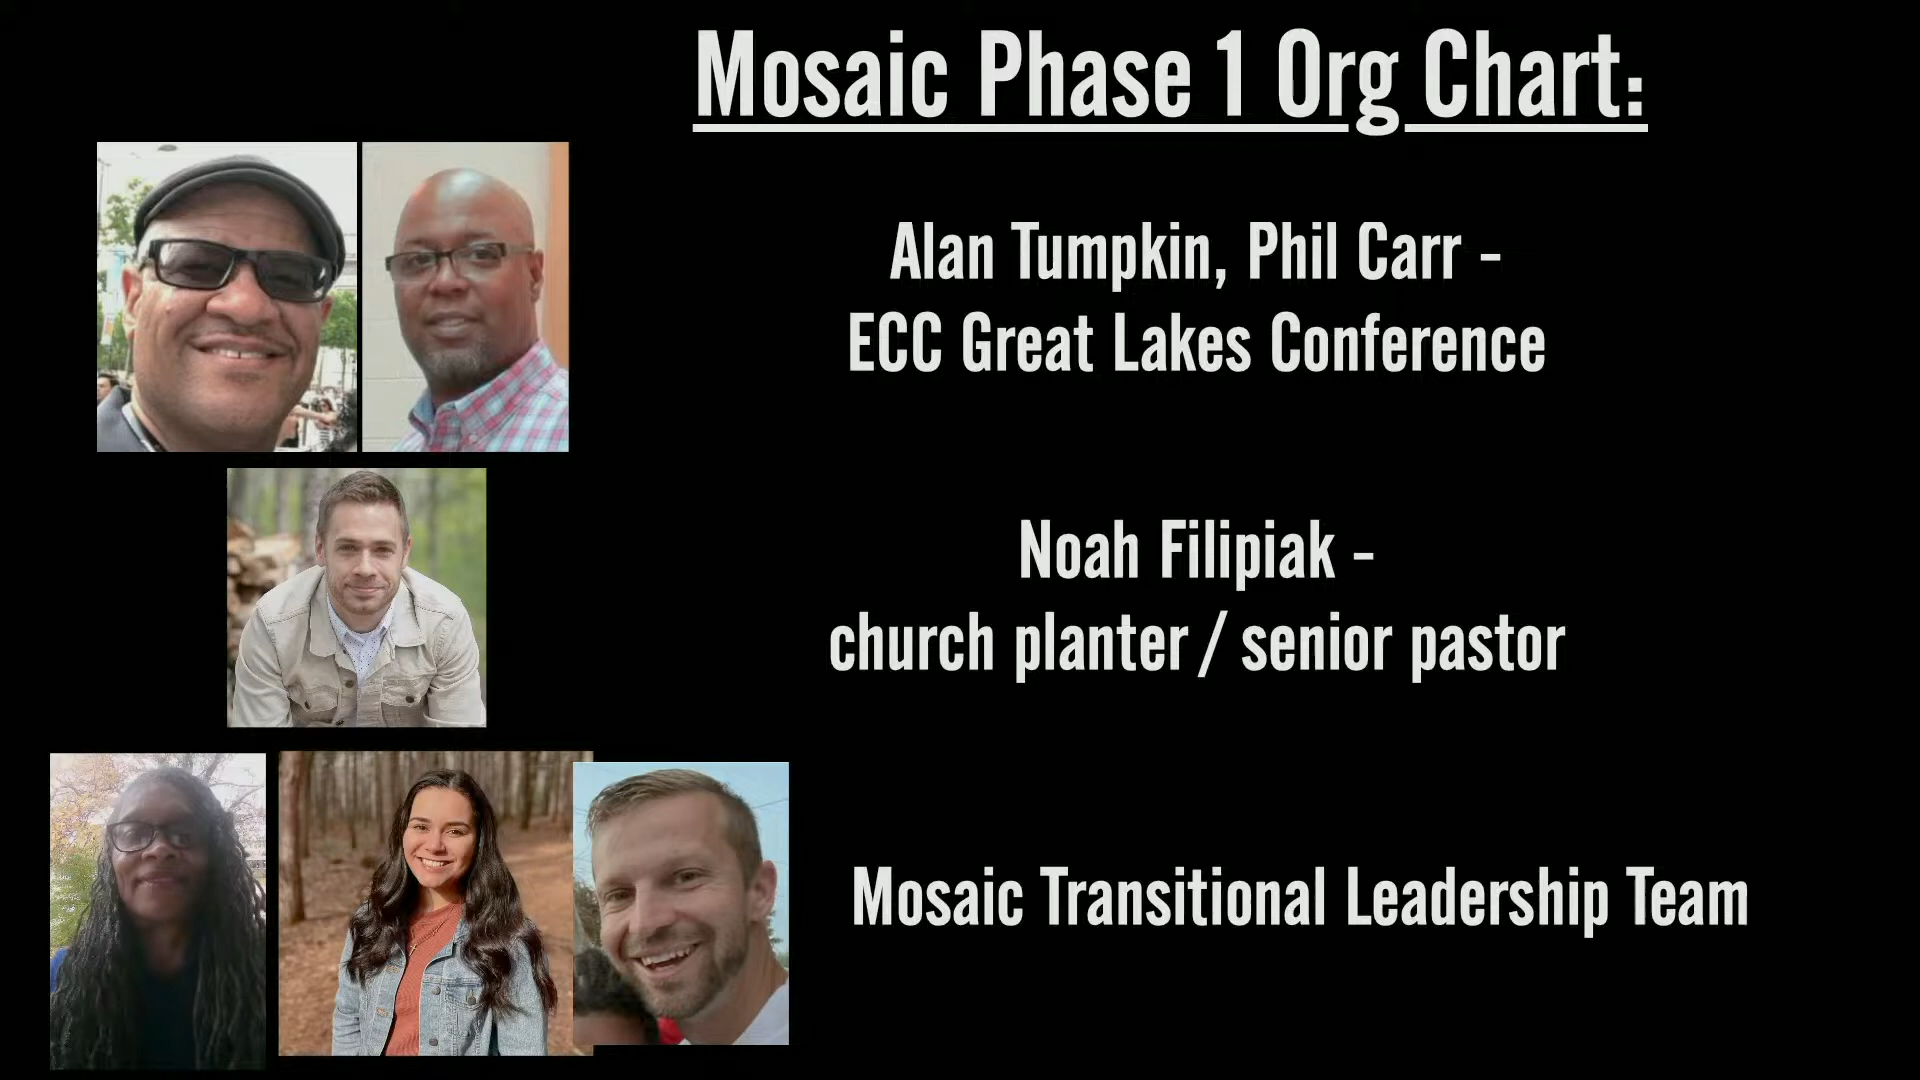 Mosaic Phase 1 Org Chart:
Alan Tumpkin, Phil Carr -
ECC Great Lakes Conference
Noah Filipiak -
church planter / senior pastor
Mosaic Transitional Leadership Team